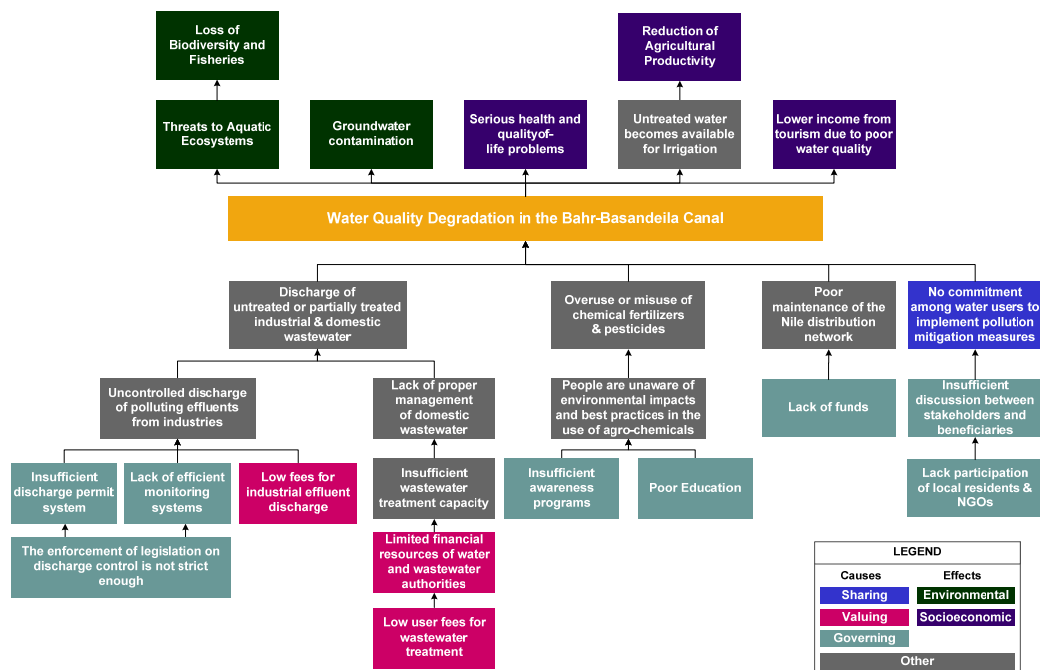 Loss of
Biodiversity and
Fisheries
Reduction of
Agricultural
Productivity
Threats to Aquatic
Ecosystems
Groundwater
contamination
Serious health and
qualityof-
life problems
Untreated water
becomes available
for Irrigation
Lower income from
tourism due to poor
water quality
Water Quality Degradation in the Bahr-Basandeila Canal
Discharge of
untreated or partially treated
industrial & domestic
wastewater
Overuse or misuse of
chemical fertilizers
& pesticides
Poor
maintenance of the
Nile distribution
network
No commitment
among water users to
implement pollution
mitigation measures
Uncontrolled discharge
of polluting effluents
from industries
Lack of proper
management
of domestic
wastewater
People are unaware of
environmental impacts
and best practices in the
use of agro-chemicals
Lack of funds
Insufficient
discussion between
stakeholders and
beneficiaries
Insufficient
discharge permit
system
Lack of efficient
monitoring
systems
Low fees for
industrial effluent
discharge
Insufficient
wastewater
treatment capacity
Insufficient
awareness
programs
Poor Education
Lack participation
of local residents &
NGOs
The enforcement of legislation on
discharge control is not strict
enough
Limited financial
resources of water
and wastewater
authorities
Low user fees for
wastewater
treatment
LEGEND
Causes
Effects
Sharing
Environmental
Valuing
Socioeconomic
Governing
Other